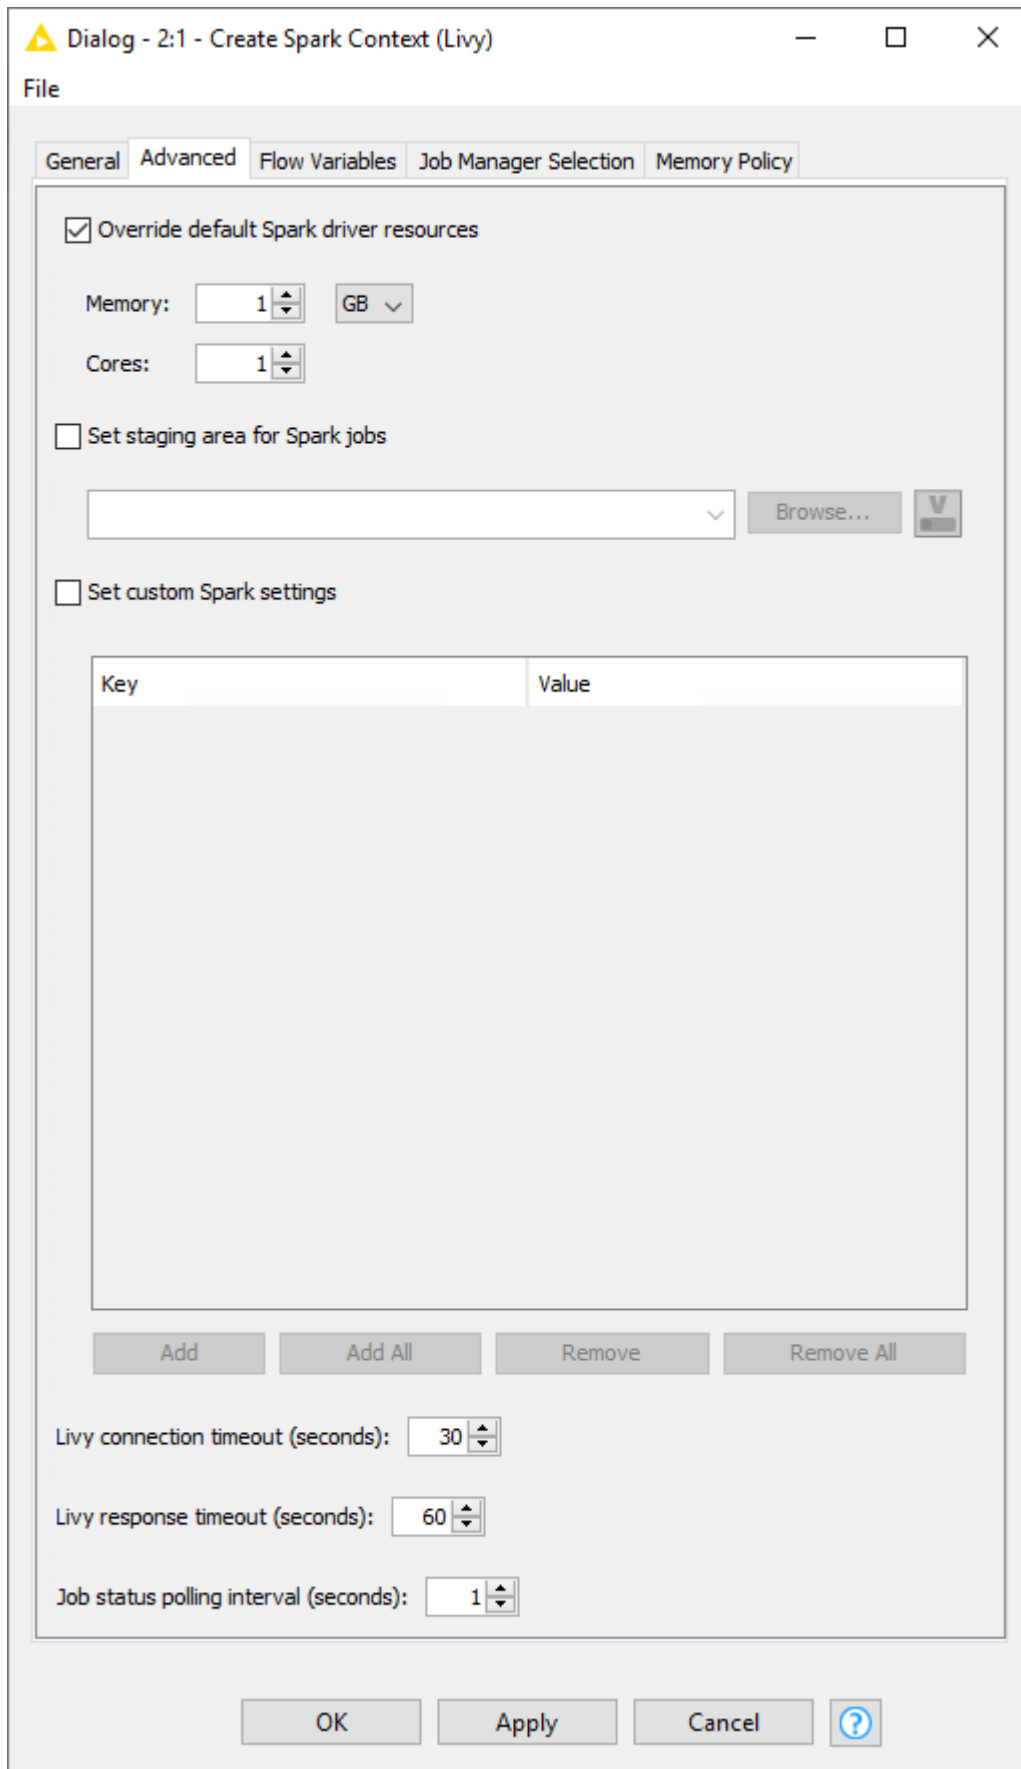 Dialog - 2:1 - Create Spark Context (Livy)
File
General Advanced Flow Variables Job Manager Selection Memory Policy
Override default Spark driver resources
Memory: 1 GB
Cores: 1
Set staging area for Spark jobs
Browse... V
Set custom Spark settings
Key Value
Add Add All Remove Remove All
Livy connection timeout (seconds): 30
Livy response timeout (seconds): 60
Job status polling interval (seconds): 1
OK Apply Cancel ?